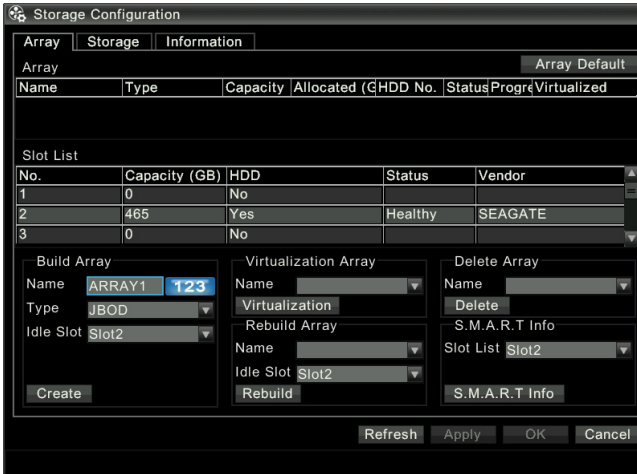 Storage Configuration
Array Storage Information
Array Array Default
Name Type Capacity Allocated (G HDD No. Status Progre Virtualized
Slot List
No. Capacity (GB) HDD Status Vendor
1 0 No
2 465 Yes Healthy SEAGATE
3 0 No
Build Array Virtualization Array Delete Array
Name ARRAY1 123 Name Name
Type JBOD Virtualization Delete
Idle Slot Slot2 Rebuild Array S.M.A.R.T Info
Name Slot List Slot2
Idle Slot Slot2
Create Rebuild S.M.A.R.T Info
Refresh Apply OK Cancel